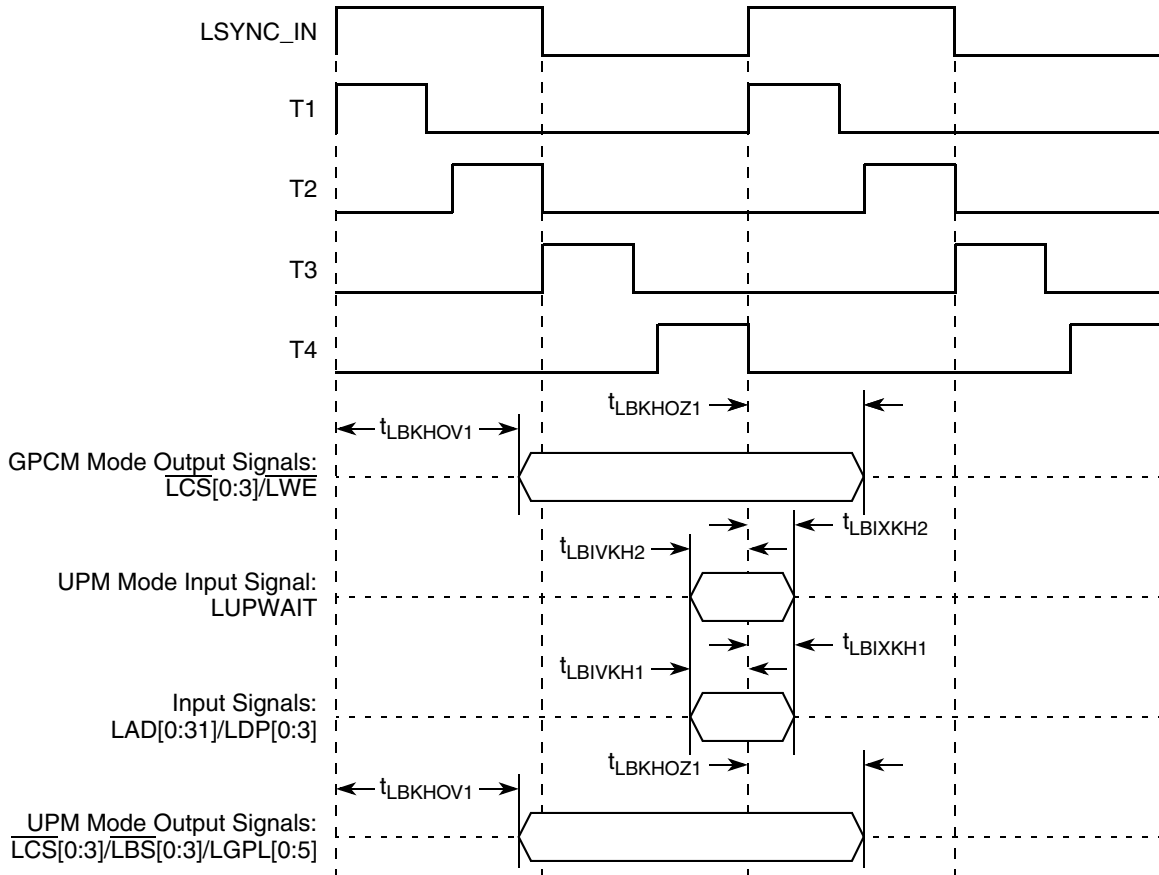 LSYNC_IN
T1
T2
T3
T4
tLBKHOZ1
tLBKHOV1
GPCM Mode Output Signals:
LCS[0:3]/LWE
tLBIXKH2
tLBIVKH2
UPM Mode Input Signal:
LUPWAIT
tLBIXKH1
tLBIVKH1
Input Signals:
LAD[0:31]/LDP[0:3]
tLBKHOZ1
tLBKHOV1
UPM Mode Output Signals:
LCS[0:3]/LBS[0:3]/LGPL[0:5]